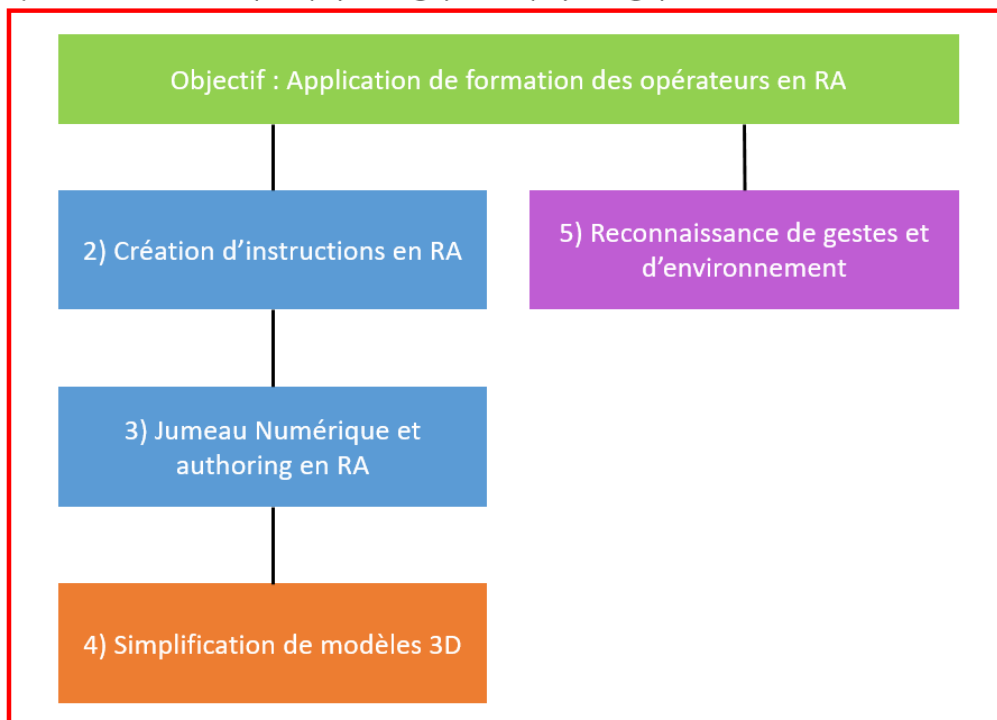 Objectif : Application de formation des opérateurs en RA
2) Création d’instructions en RA
5) Reconnaissance de gestes et
d’environnement
3) Jumeau Numérique et
authoring en RA
4) Simplification de modèles 3D